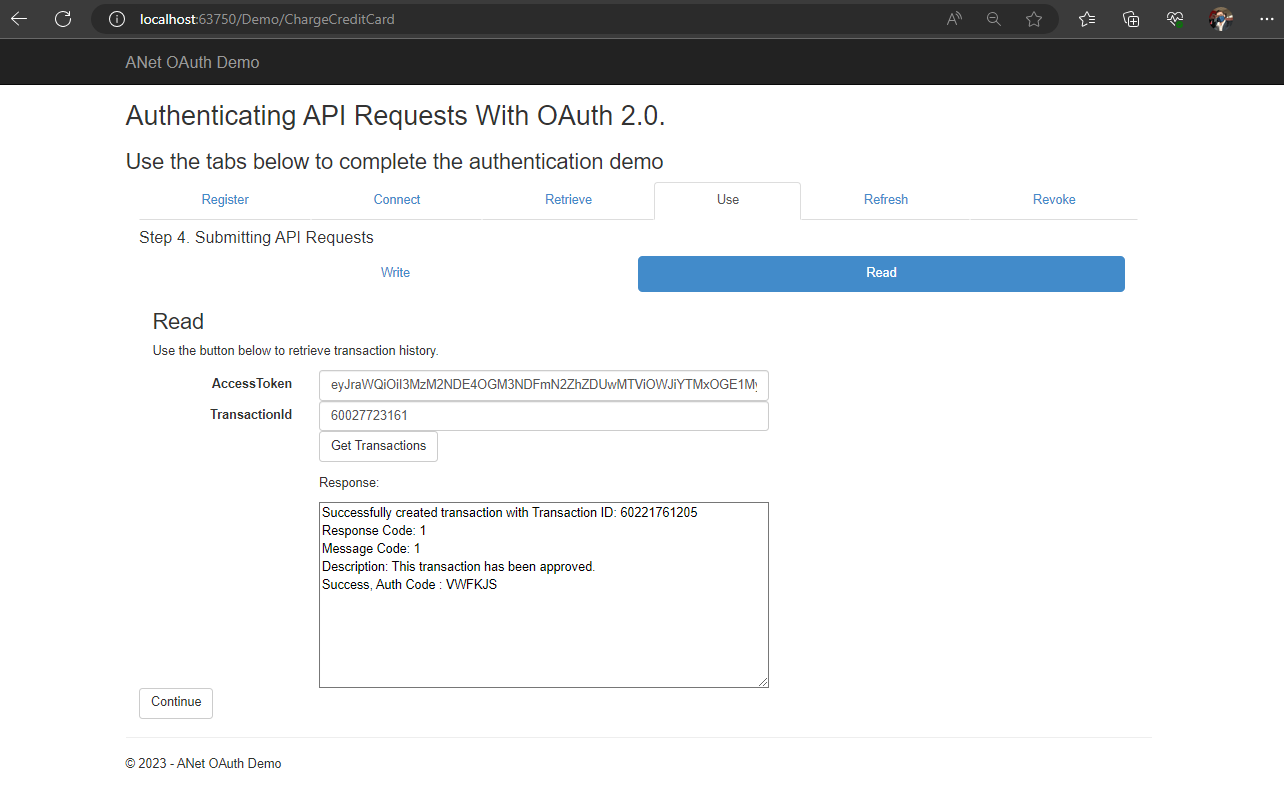 localhost:63750/Demo/ChargeCreditCard
ANet OAuth Demo
Authenticating API Requests With OAuth 2.0.
Use the tabs below to complete the authentication demo
Register Connect Retrieve Use Refresh Revoke
Step 4. Submitting API Requests
Write Read
Read
Use the button below to retrieve transaction history.
AccessToken eyJraWQiOiI3MzM2NDE4OGM3NDFmN2ZhZDUwMTViOWJiYTMxOGE1My
TransactionId 60027723161
Get Transactions
Response:
Successfully created transaction with Transaction ID: 60221761205
Response Code: 1
Message Code: 1
Description: This transaction has been approved.
Success, Auth Code : VWFKJS
Continue
© 2023 - ANet OAuth Demo